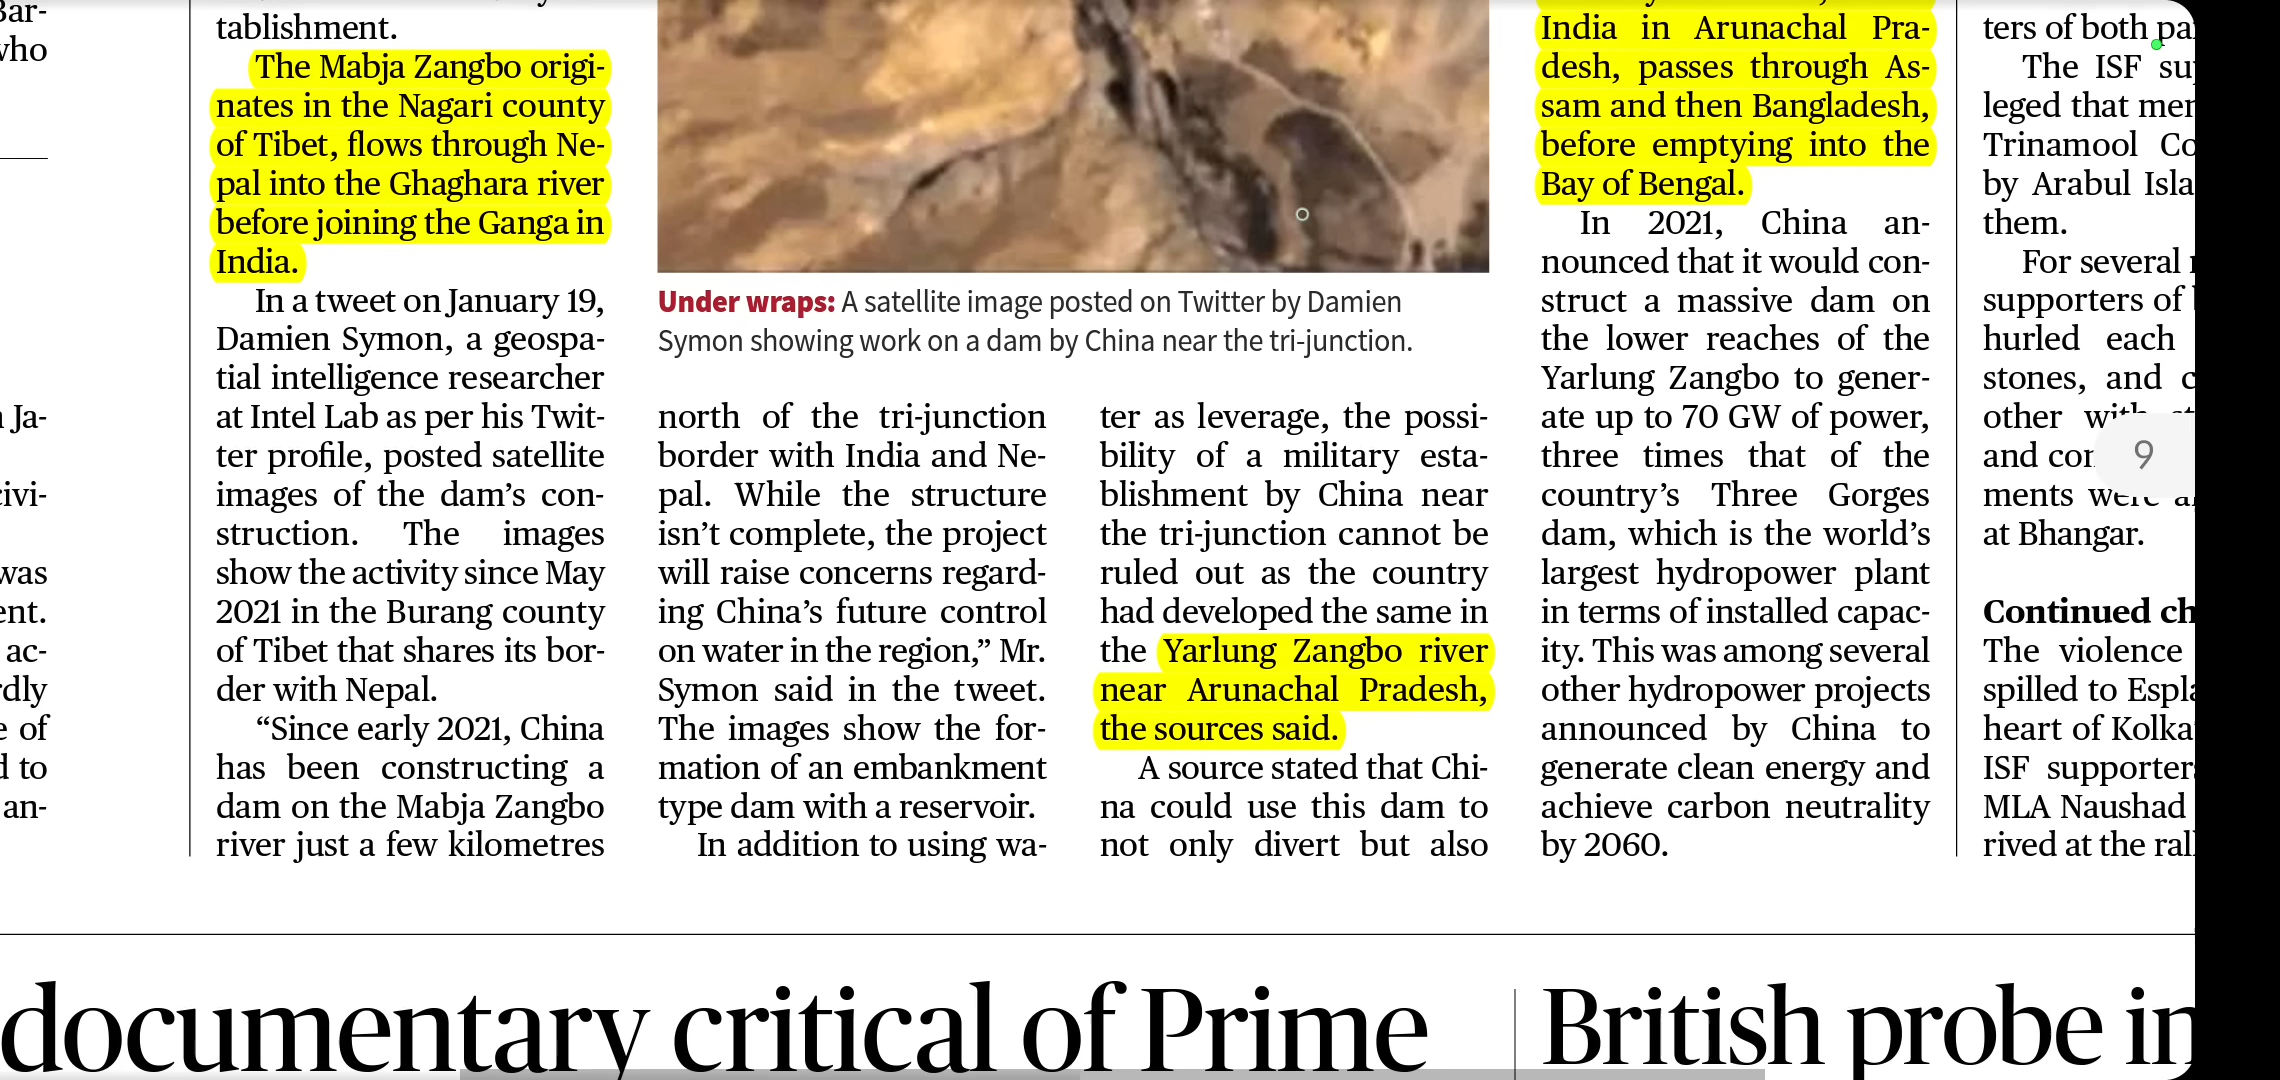 Bar-
who
n Ja-
civi-
was
ent.
ac-
rdly
e of
d to
an-
tablishment.
The Mabja Zangbo origi-
nates in the Nagari county
of Tibet, flows through Ne-
pal into the Ghaghara river
before joining the Ganga in
India.
In a tweet on January 19,
Damien Symon, a geospa-
tial intelligence researcher
at Intel Lab as per his Twit-
ter profile, posted satellite
images of the dam's con-
struction. The images
show the activity since May
2021 in the Burang county
of Tibet that shares its bor-
der with Nepal.
“Since early 2021, China
has been constructing a
dam on the Mabja Zangbo
river just a few kilometres
Under wraps: A satellite image posted on Twitter by Damien
Symon showing work on a dam by China near the tri-junction.
north of the tri-junction
border with India and Ne-
pal. While the structure
isn’t complete, the project
will raise concerns regard-
ing China’s future control
on water in the region,” Mr.
Symon said in the tweet.
The images show the for-
mation of an embankment
type dam with a reservoir.
In addition to using wa-
ter as leverage, the possi-
bility of a military esta-
blishment by China near
the tri-junction cannot be
ruled out as the country
had developed the same in
the Yarlung Zangbo river
near Arunachal Pradesh,
the sources said.
A source stated that Chi-
na could use this dam to
not only divert but also
India in Arunachal Pra-
desh, passes through As-
sam and then Bangladesh,
before emptying into the
Bay of Bengal.
In 2021, China an-
nounced that it would con-
struct a massive dam on
the lower reaches of the
Yarlung Zangbo to gener-
ate up to 70 GW of power,
three times that of the
country’s Three Gorges
dam, which is the world’s
largest hydropower plant
in terms of installed capac-
ity. This was among several
other hydropower projects
announced by China to
generate clean energy and
achieve carbon neutrality
by 2060.
ters of both
The ISF
leged that
Trinamool
by Arabul
them.
For several
supporters of
hurled each
stones, and
other
and
ments
at Bhangar.
Continued
The violence
spilled to
heart of
ISF supporters
MLA Naushad
rived at the
9
documentary critical of Prime
British probe in